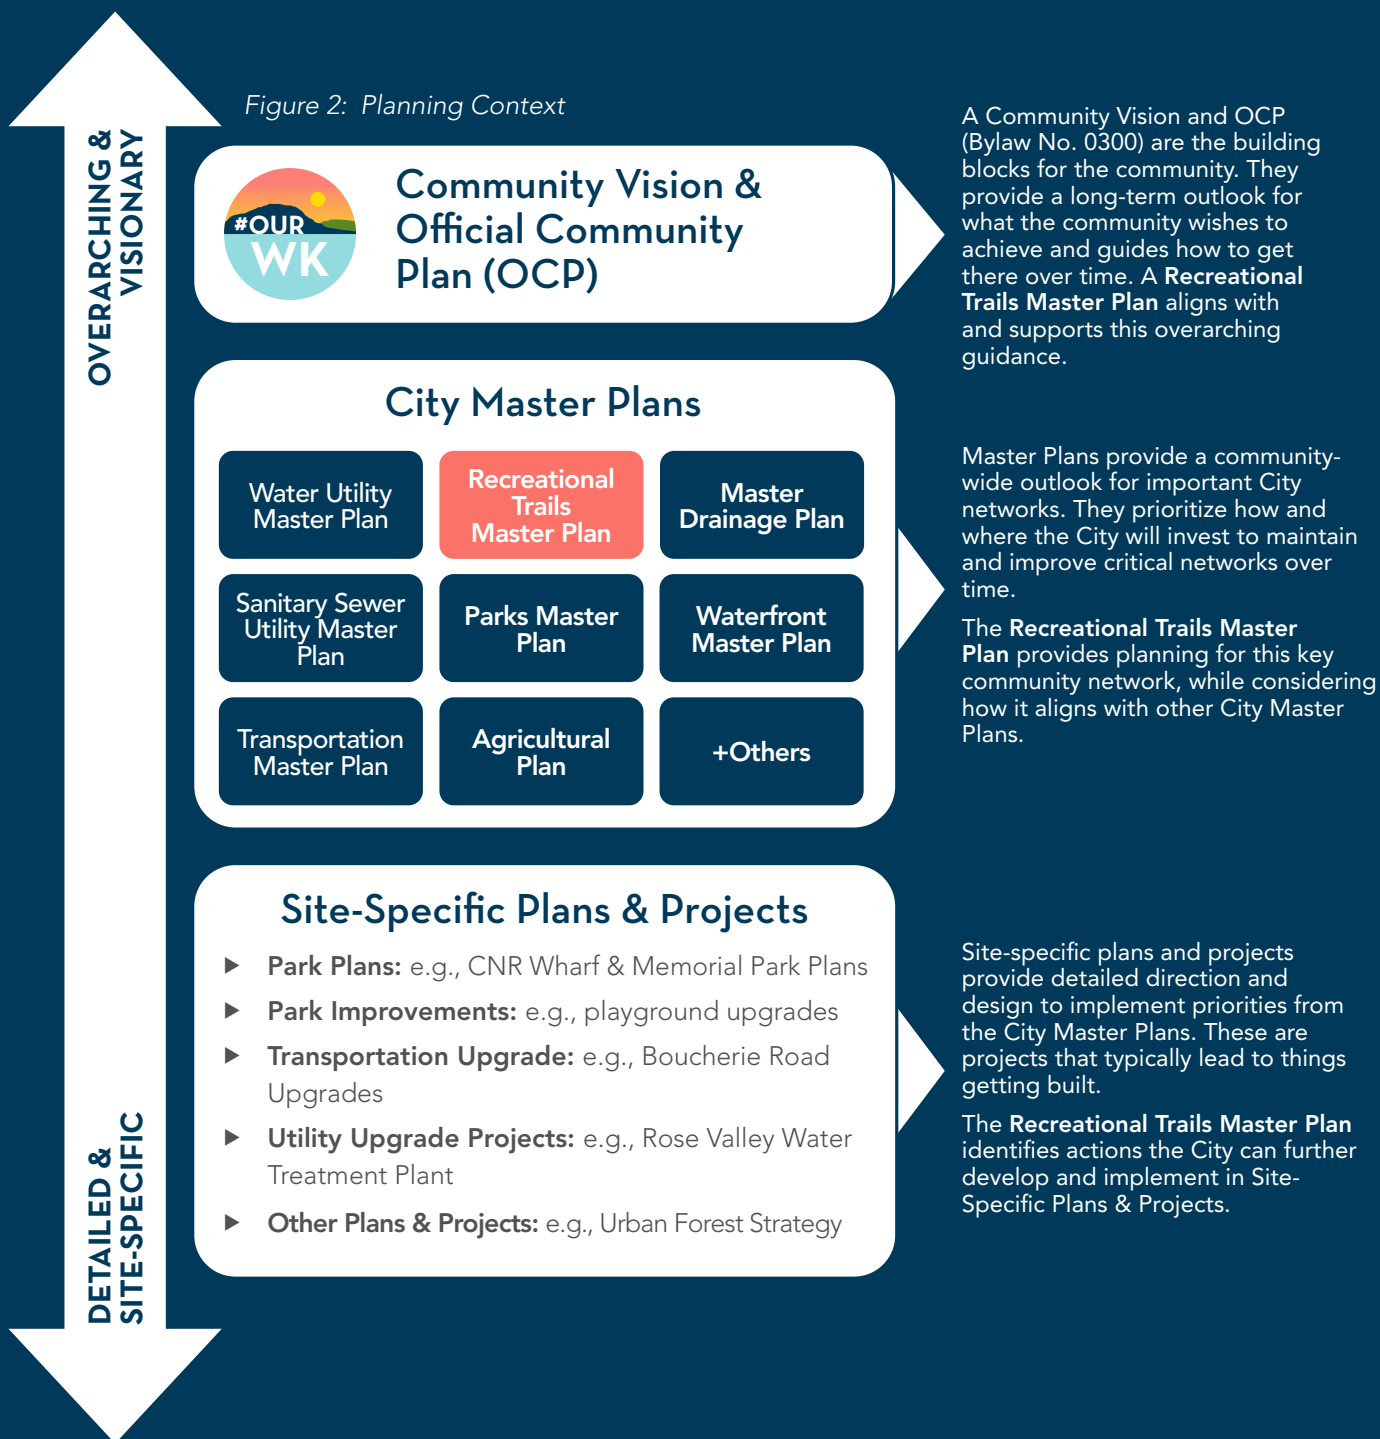 Figure 2: Planning Context
OVERARCHING &
VISIONARY
#OUR
WK
Community Vision &
Official Community
Plan (OCP)
A Community Vision and OCP
(Bylaw No. 0300) are the building
blocks for the community. They
provide a long-term outlook for
what the community wishes to
achieve and guides how to get
there over time. A Recreational
Trails Master Plan aligns with
and supports this overarching
guidance.
City Master Plans
Water Utility
Master Plan
Recreational
Trails
Master Plan
Master
Drainage Plan
Sanitary Sewer
Utility Master
Plan
Parks Master
Plan
Waterfront
Master Plan
Transportation
Master Plan
Agricultural
Plan
+Others
Master Plans provide a community-
wide outlook for important City
networks. They prioritize how and
where the City will invest to maintain
and improve critical networks over
time.
The Recreational Trails Master
Plan provides planning for this key
community network, while considering
how it aligns with other City Master
Plans.
Site-Specific Plans & Projects
▶ Park Plans: e.g., CNR Wharf & Memorial Park Plans
▶ Park Improvements: e.g., playground upgrades
▶ Transportation Upgrade: e.g., Boucherie Road
Upgrades
▶ Utility Upgrade Projects: e.g., Rose Valley Water
Treatment Plant
▶ Other Plans & Projects: e.g., Urban Forest Strategy
Site-specific plans and projects
provide detailed direction and
design to implement priorities from
the City Master Plans. These are
projects that typically lead to things
getting built.
The Recreational Trails Master Plan
identifies actions the City can further
develop and implement in Site-
Specific Plans & Projects.
DETAILED &
SITE-SPECIFIC